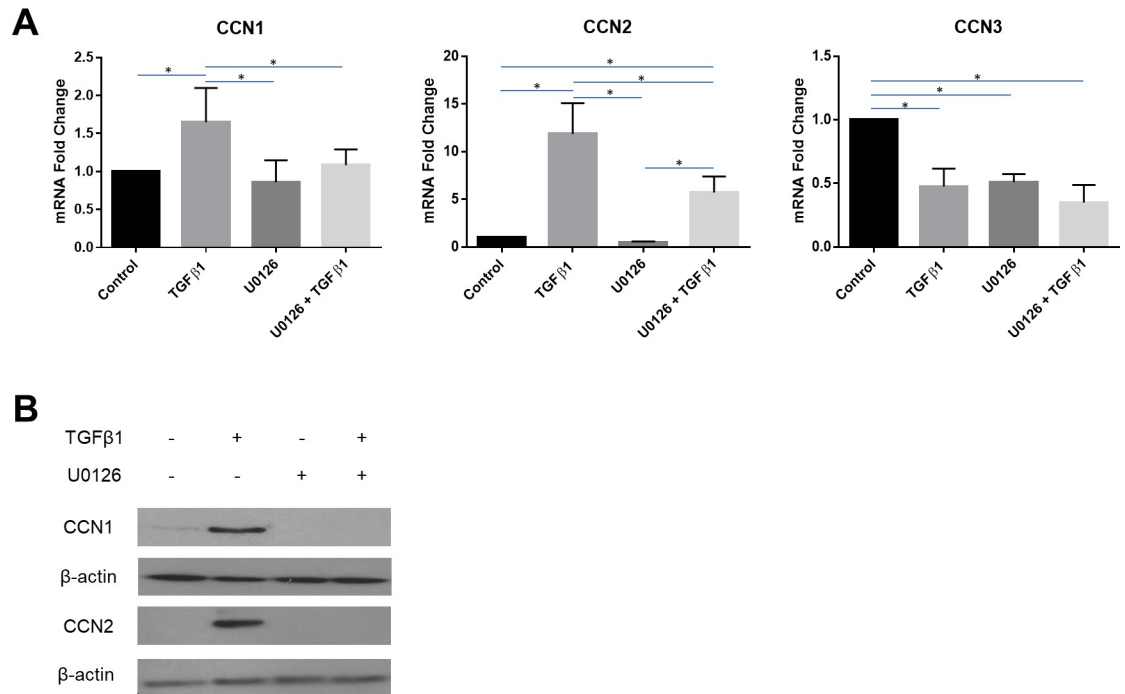 A
CCN1
mRNA Fold Change
2.5
2.0
1.5
1.0
0.5
0.0
*
*
*
Control
TGFβ1
U0126
U0126 + TGFβ1
CCN2
mRNA Fold Change
20
15
10
5
0
*
*
*
*
*
Control
TGFβ1
U0126
U0126 + TGFβ1
CCN3
mRNA Fold Change
1.5
1.0
0.5
0.0
*
*
*
Control
TGFβ1
U0126
U0126 + TGFβ1
B
TGFβ1 - + - +
U0126 - - + +
CCN1
β-actin
CCN2
β-actin